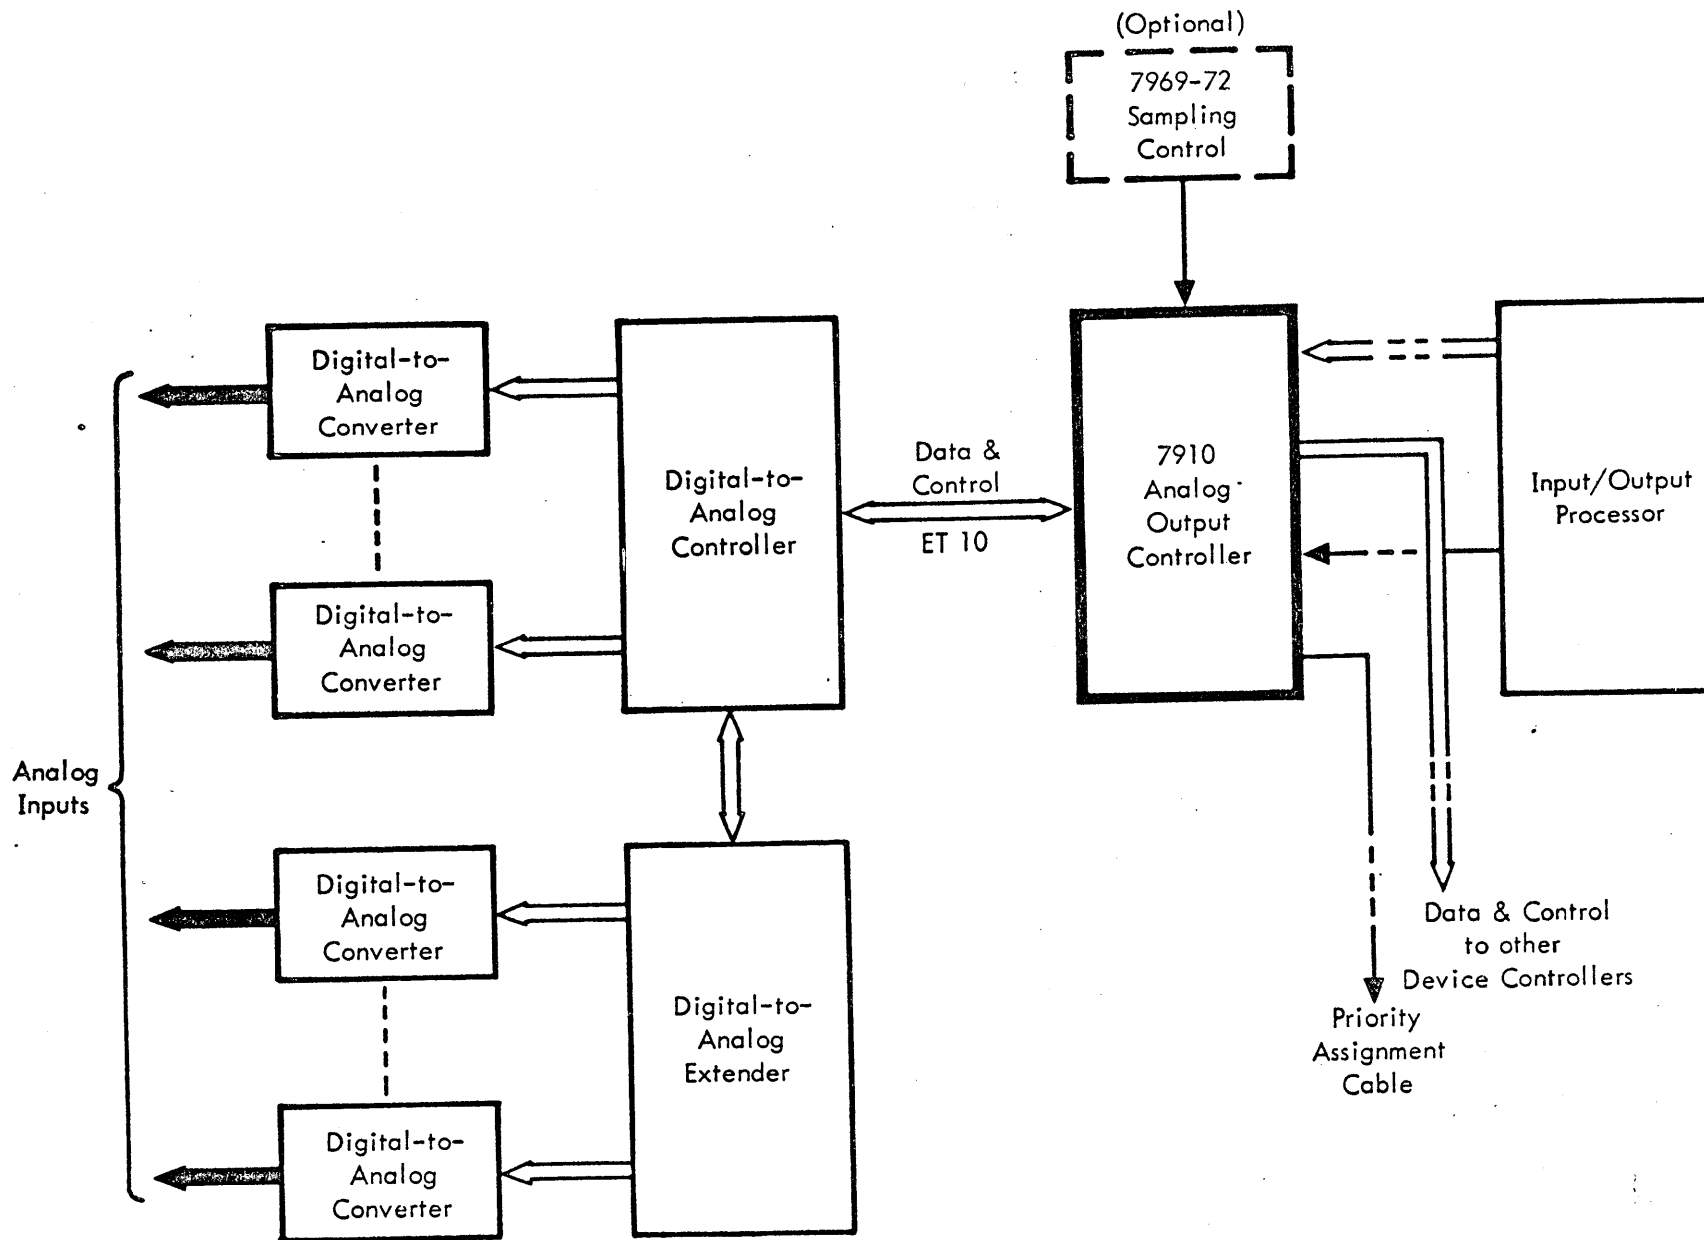 (Optional)
7969-72
Sampling
Control
Digital-to-
Analog
Converter
Digital-to-
Analog
Converter
Digital-to-
Analog
Controller
Data &
Control
ET 10
7910
Analog
Output
Controller
Input/Output
Processor
Analog
Inputs
Digital-to-
Analog
Converter
Digital-to-
Analog
Converter
Digital-to-
Analog
Extender
Data & Control
to other
Device Controllers
Priority
Assignment
Cable